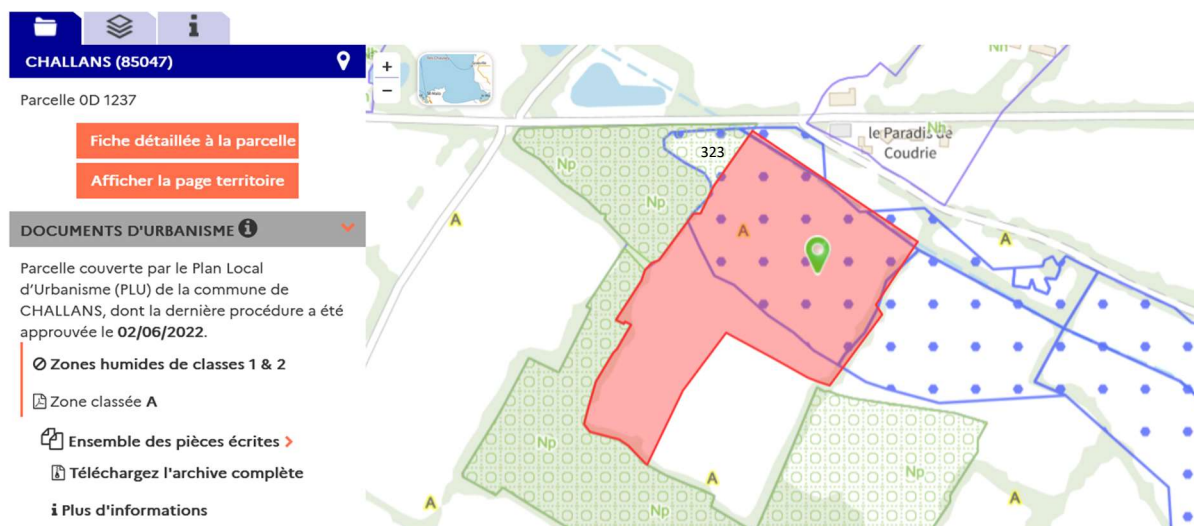 CHALLANS (85047)
Parcelle 0D 1237
Fiche détaillée à la parcelle
Afficher la page territoire
DOCUMENTS D'URBANISME
Parcelle couverte par le Plan Local
d'Urbanisme (PLU) de la commune de
CHALLANS, dont la dernière procédure a été
approuvée le 02/06/2022.
Zones humides de classes 1 & 2
Zone classée A
Ensemble des pièces écrites
Téléchargez l'archive complète
Plus d'informations
+
−
Nh
le Paradis de
Coudrie
Nh
323
Np
Np
Np
A
A
A
Np
A
Np
A
A
Np